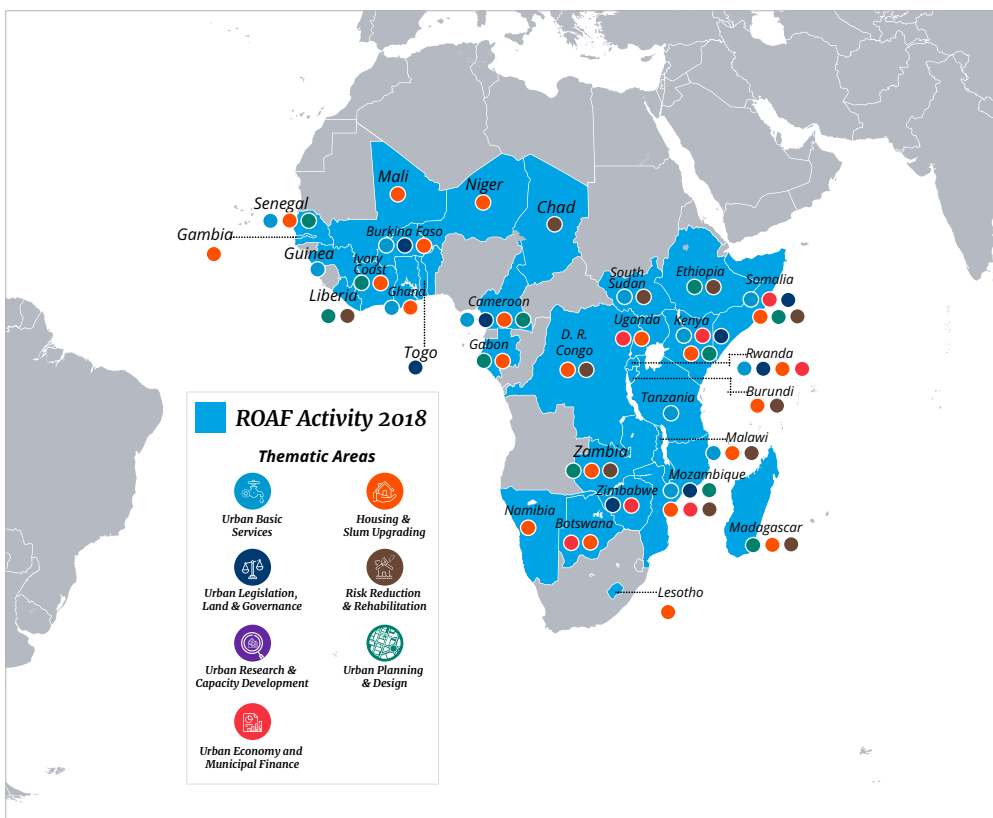 Mali
Niger
Chad
Senegal
Gambia
Burkina Faso
Guinea
Ivory
Coast
Ghana
Liberia
Togo
Cameroon
Gabon
South
Sudan
Ethiopia
Somalia
Uganda
Kenya
D. R.
Congo
Rwanda
Burundi
Tanzania
Malawi
Zambia
Mozambique
Zimbabwe
Namibia
Botswana
Madagascar
Lesotho
ROAF Activity 2018
Thematic Areas
Urban Basic
Services
Housing &
Slum Upgrading
Urban Legislation,
Land & Governance
Risk Reduction
& Rehabilitation
Urban Research &
Capacity Development
Urban Planning
& Design
Urban Economy and
Municipal Finance